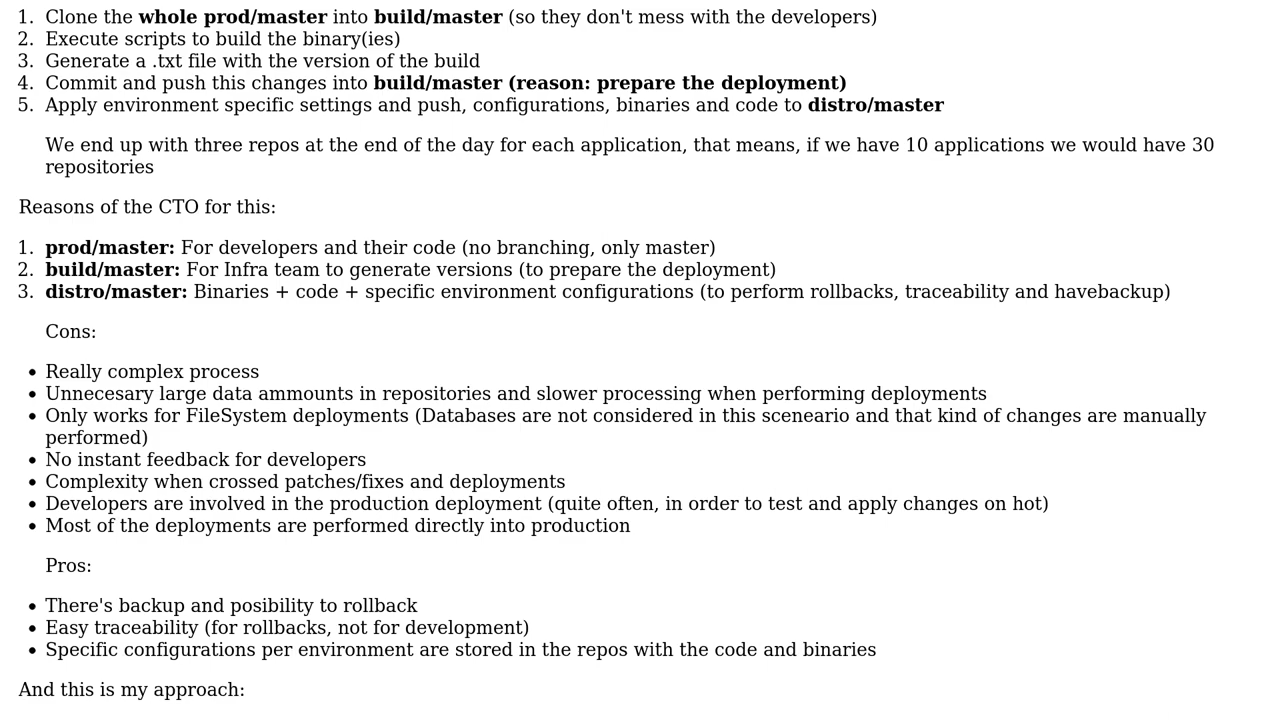 1. Clone the whole prod/master into build/master (so they don't mess with the developers)
2. Execute scripts to build the binary(ies)
3. Generate a .txt file with the version of the build
4. Commit and push this changes into build/master (reason: prepare the deployment)
5. Apply environment specific settings and push, configurations, binaries and code to distro/master
We end up with three repos at the end of the day for each application, that means, if we have 10 applications we would have 30
repositories
Reasons of the CTO for this:
1. prod/master: For developers and their code (no branching, only master)
2. build/master: For Infra team to generate versions (to prepare the deployment)
3. distro/master: Binaries + code + specific environment configurations (to perform rollbacks, traceability and havebackup)
Cons:
• Really complex process
• Unnecesary large data ammounts in repositories and slower processing when performing deployments
• Only works for FileSystem deployments (Databases are not considered in this sceneario and that kind of changes are manually
performed)
• No instant feedback for developers
• Complexity when crossed patches/fixes and deployments
• Developers are involved in the production deployment (quite often, in order to test and apply changes on hot)
• Most of the deployments are performed directly into production
Pros:
• There's backup and posibility to rollback
• Easy traceability (for rollbacks, not for development)
• Specific configurations per environment are stored in the repos with the code and binaries
And this is my approach: